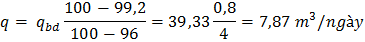 q = q_bd (100 − 99,2)/(100 − 96) = 39,33 0,8/4 = 7,87 m³/ngày